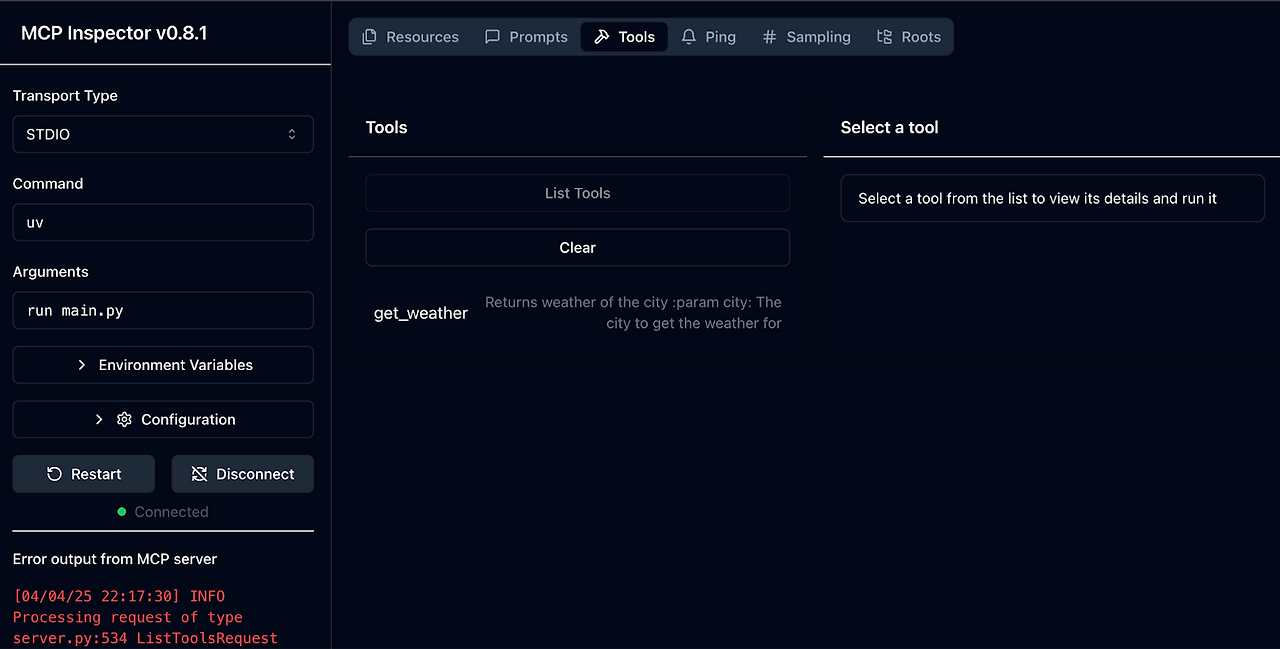 MCP Inspector v0.8.1
Transport Type
STDIO
Command
uv
Arguments
run main.py
Environment Variables
Configuration
Restart
Disconnect
Connected
Error output from MCP server
[04/04/25 22:17:30] INFO
Processing request of type
server.py:534 ListToolsRequest
Resources
Prompts
Tools
Ping
Sampling
Roots
Tools
List Tools
Clear
get_weather
Returns weather of the city :param city: The
city to get the weather for
Select a tool
Select a tool from the list to view its details and run it